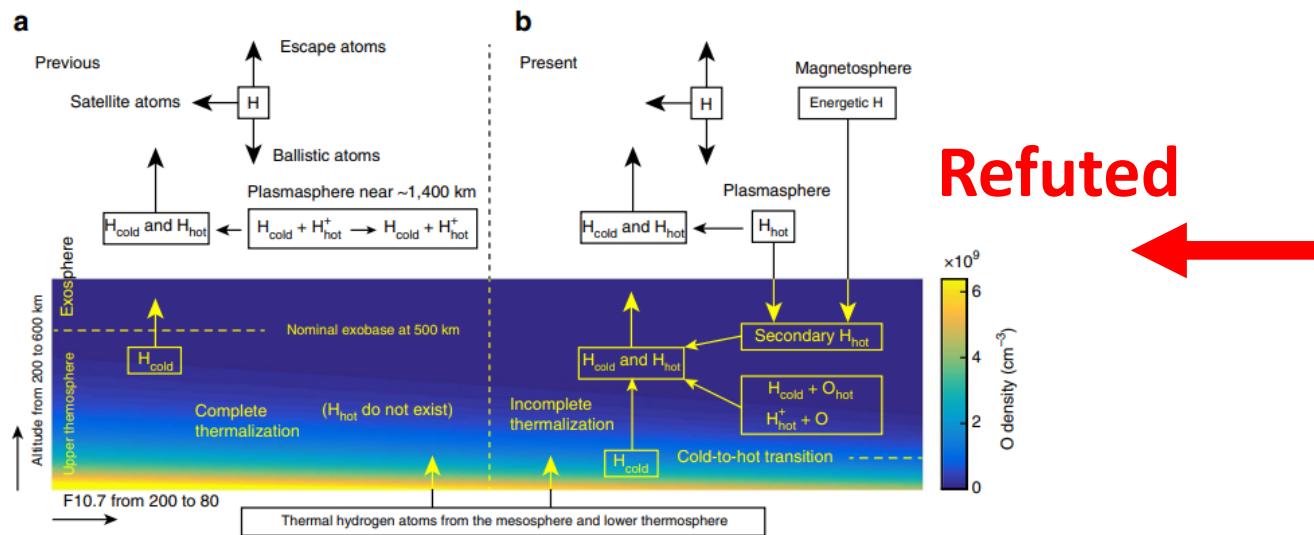 a
Previous
Escape atoms
Satellite atoms
H
Ballistic atoms
Plasmasphere near ~1,400 km
H_cold and H_hot
H_cold + H⁺_hot → H_cold + H⁺_hot
Exosphere
Nominal exobase at 500 km
H_cold
Upper thermosphere
Complete
thermalization
(H_hot do not exist)
Altitude from 200 to 600 km
F10.7 from 200 to 80
b
Present
H
Magnetosphere
Energetic H
Plasmasphere
H_cold and H_hot
H_hot
Secondary H_hot
H_cold and H_hot
H_cold + O_hot
H⁺_hot + O
Incomplete
thermalization
H_cold
Cold-to-hot transition
Thermal hydrogen atoms from the mesosphere and lower thermosphere
Refuted
×10⁹
6
4
2
0
O density (cm⁻³)